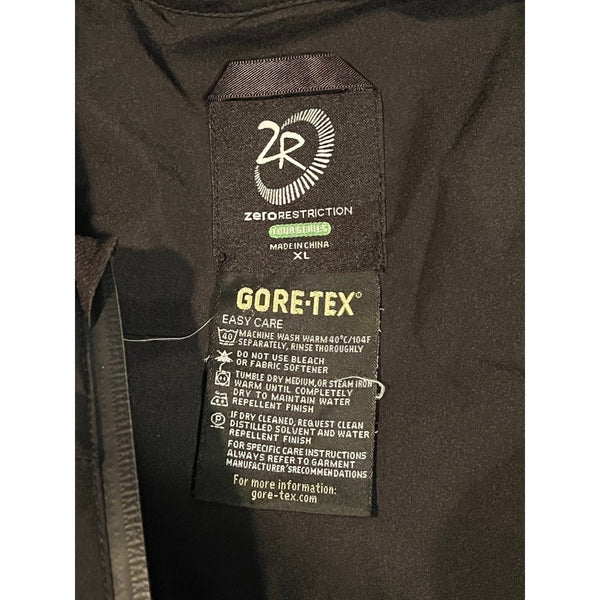 ZR
zeroRESTRICTION
TOUR SERIES
MADE IN CHINA
XL
GORE-TEX®
EASY CARE
40 MACHINE WASH WARM 40°C/104F
SEPARATELY, RINSE THOROUGHLY
DO NOT USE BLEACH
OR FABRIC SOFTENER
TUMBLE DRY MEDIUM, OR STEAM IRON
WARM UNTIL COMPLETELY
DRY TO MAINTAIN WATER
REPELLENT FINISH
P IF DRY CLEANED, REQUEST CLEAN
DISTILLED SOLVENT AND WATER
REPELLENT FINISH
FOR SPECIFIC CARE INSTRUCTIONS
ALWAYS REFER TO GARMENT
MANUFACTURER'S RECOMMENDATIONS
For more information:
gore-tex.com